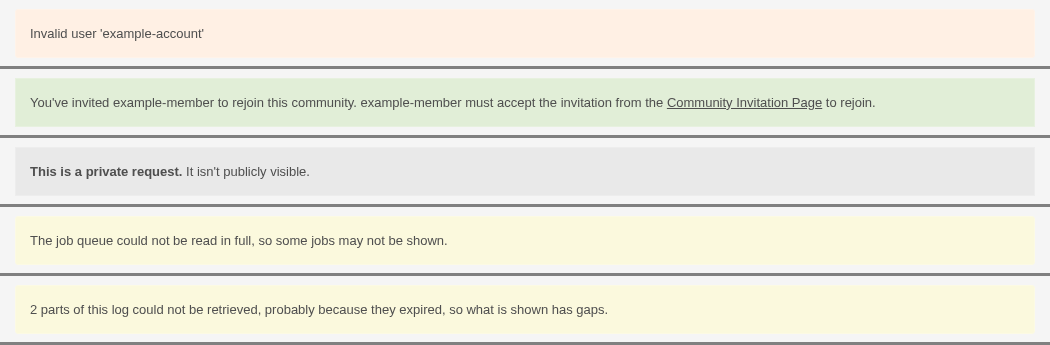 Invalid user 'example-account'
You've invited example-member to rejoin this community. example-member must accept the invitation from the Community Invitation Page to rejoin.
This is a private request. It isn't publicly visible.
The job queue could not be read in full, so some jobs may not be shown.
2 parts of this log could not be retrieved, probably because they expired, so what is shown has gaps.